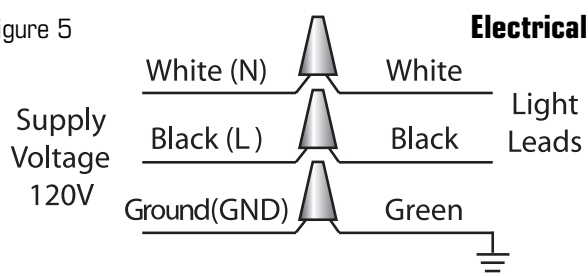 igure 5
Electrical
White (N)
White
Black (L)
Black
Ground(GND)
Green
Supply
Voltage
120V
Light
Leads